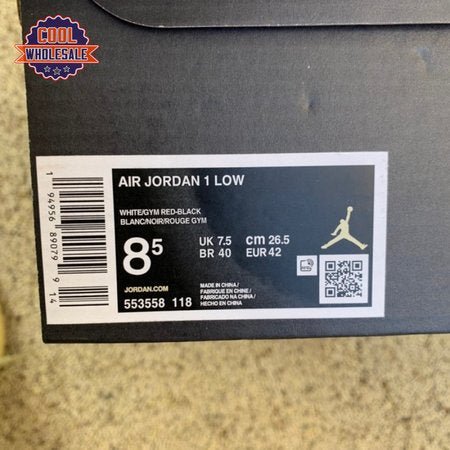 COOL
WHOLESALE
AIR JORDAN 1 LOW
WHITE/GYM RED-BLACK
BLANC/NOIR/ROUGE GYM
8⁵
UK 7.5 cm 26.5
BR 40 EUR 42
JORDAN.COM
553558 118
MADE IN CHINA /
FABRIQUE EN CHINE /
FABRICADO NA CHINA /
HECHO EN CHINA
1 94956 89079 9 14